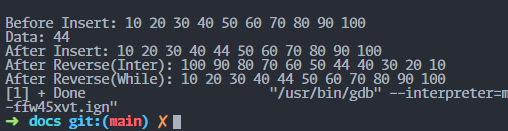 Before Insert: 10 20 30 40 50 60 70 80 90 100
Data: 44
After Insert: 10 20 30 40 44 50 60 70 80 90 100
After Reverse(Inter): 100 90 80 70 60 50 44 40 30 20 10
After Reverse(While): 10 20 30 40 44 50 60 70 80 90 100
[1] + Done "/usr/bin/gdb" --interpreter=m
-ffw45xvt.ign"
➜ docs git:(main) ✗